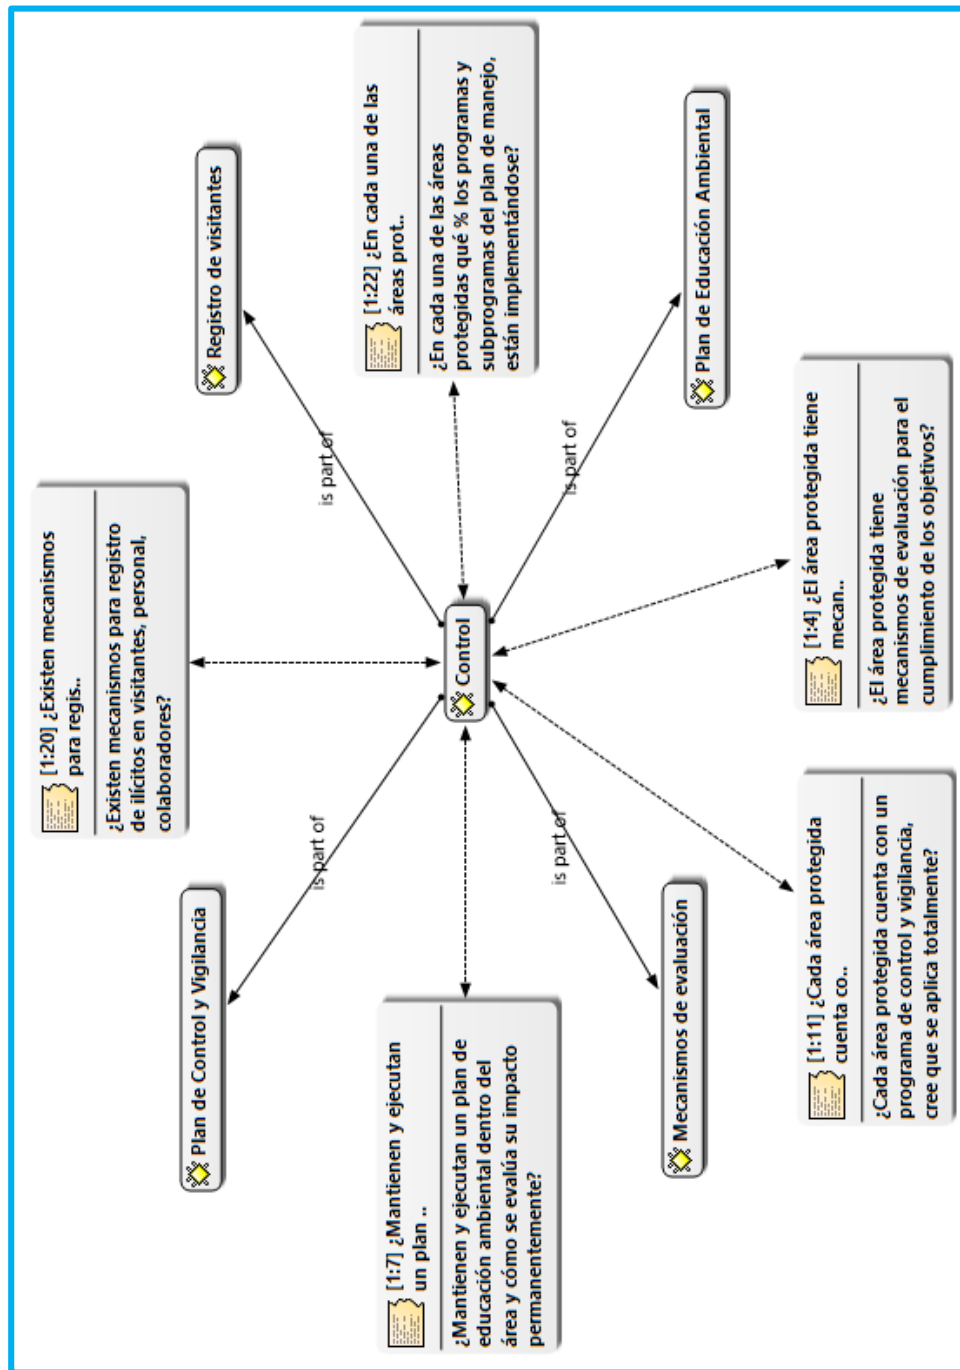 [1:20] ¿Existen mecanismos
para regis..
¿Existen mecanismos para registro
de ilícitos en visitantes, personal,
colaboradores?
Plan de Control y Vigilancia
Registro de visitantes
is part of
is part of
[1:7] ¿Mantienen y ejecutan
un plan ..
¿Mantienen y ejecutan un plan de
educación ambiental dentro del
área y cómo se evalúa su impacto
permanentemente?
Control
[1:22] ¿En cada una de las
áreas prot..
¿En cada una de las áreas
protegidas qué % los programas y
subprogramas del plan de manejo,
están implementándose?
is part of
is part of
Mecanismos de evaluación
Plan de Educación Ambiental
[1:11] ¿Cada área protegida
cuenta co..
¿Cada área protegida cuenta con un
programa de control y vigilancia,
cree que se aplica totalmente?
[1:4] ¿El área protegida tiene
mecan..
¿El área protegida tiene
mecanismos de evaluación para el
cumplimiento de los objetivos?